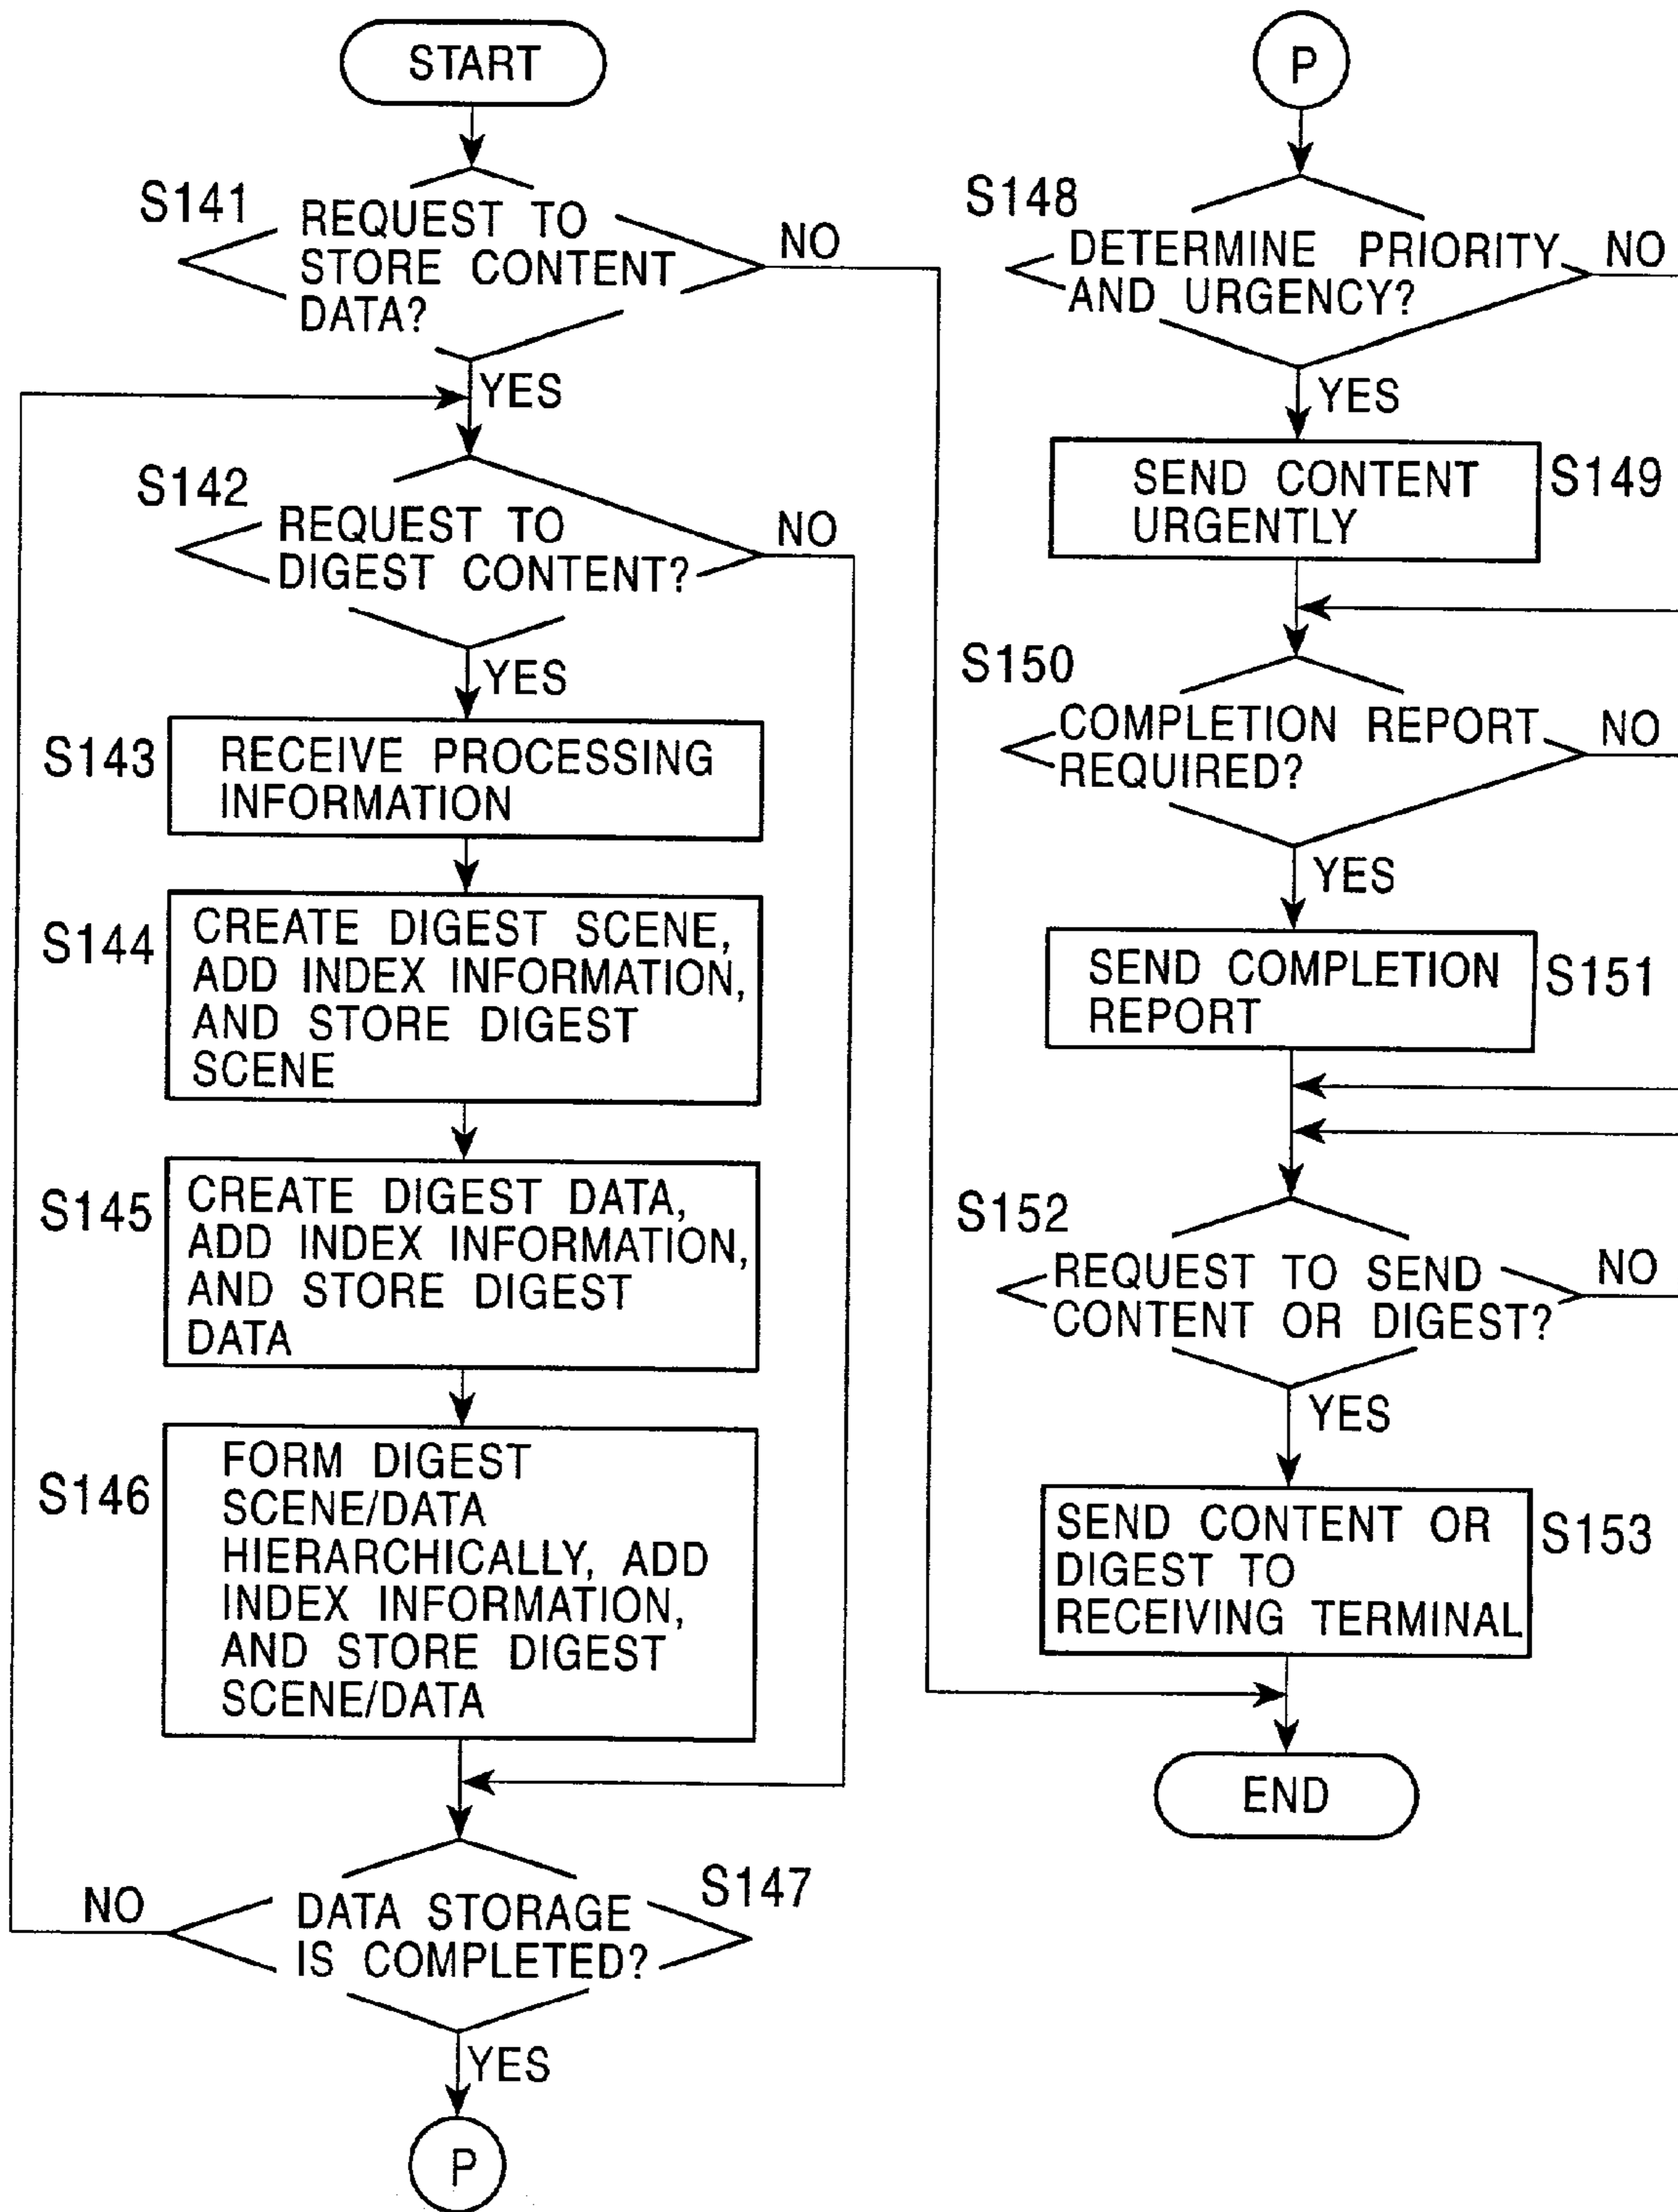 START
S141
REQUEST TO
STORE CONTENT
DATA?
NO
YES
S142
REQUEST TO
DIGEST CONTENT?
NO
YES
S143
RECEIVE PROCESSING
INFORMATION
S144
CREATE DIGEST SCENE,
ADD INDEX INFORMATION,
AND STORE DIGEST
SCENE
S145
CREATE DIGEST DATA,
ADD INDEX INFORMATION,
AND STORE DIGEST
DATA
S146
FORM DIGEST
SCENE/DATA
HIERARCHICALLY, ADD
INDEX INFORMATION,
AND STORE DIGEST
SCENE/DATA
S147
DATA STORAGE
IS COMPLETED?
NO
YES
P
P
S148
DETERMINE PRIORITY
AND URGENCY?
NO
YES
SEND CONTENT
URGENTLY
S149
S150
COMPLETION REPORT
REQUIRED?
NO
YES
SEND COMPLETION
REPORT
S151
S152
REQUEST TO SEND
CONTENT OR DIGEST?
NO
YES
SEND CONTENT OR
DIGEST TO
RECEIVING TERMINAL
S153
END